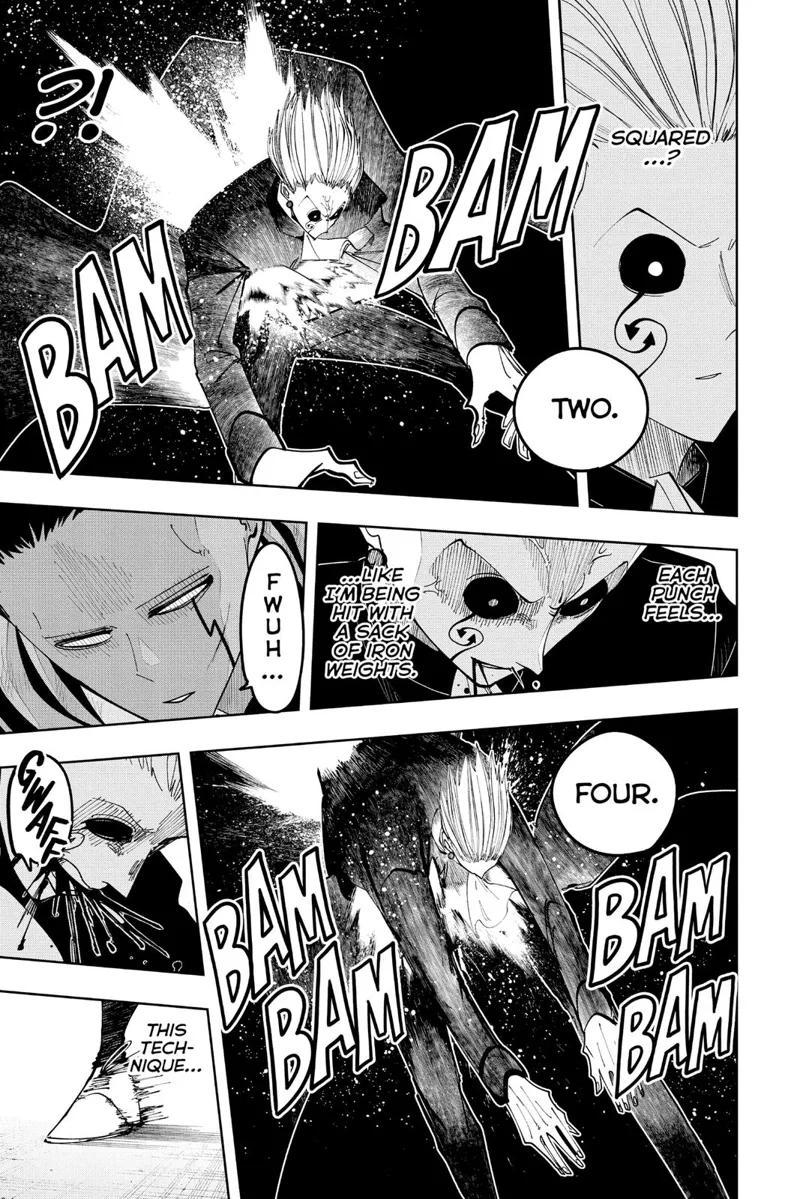 SQUARED
...?
TWO.
BAM
BAM
?!
EACH
PUNCH
FEELS...
...LIKE
I'M BEING
HIT WITH
A SACK
OF IRON
WEIGHTS.
FWUH
...
FOUR.
BAM
BAM
BAM
BAM
GWAFF
THIS
TECH-
NIQUE...